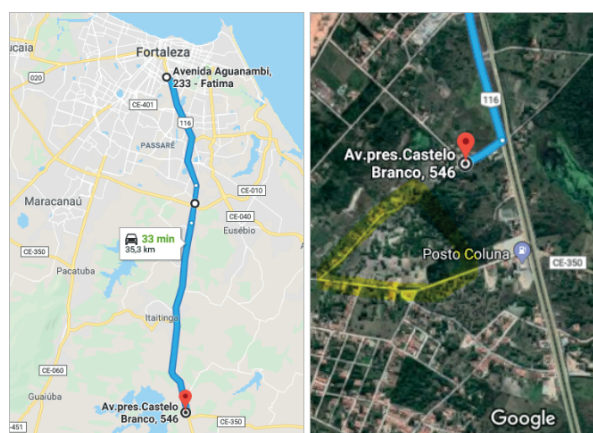 ucaia
Fortaleza
020
Avenida Aguanambi,
233 - Fatima
CE-401
116
PASSARÉ
CE-010
Maracanaú
CE-040
33 min
35,3 km
Eusébio
CE-350
Pacatuba
Itaitinga
CE-060
Guaiúba
Av.pres.Castelo
Branco, 546
CE-350
-451
116
Av.pres.Castelo
Branco, 546
Posto Coluna
CE-350
Google